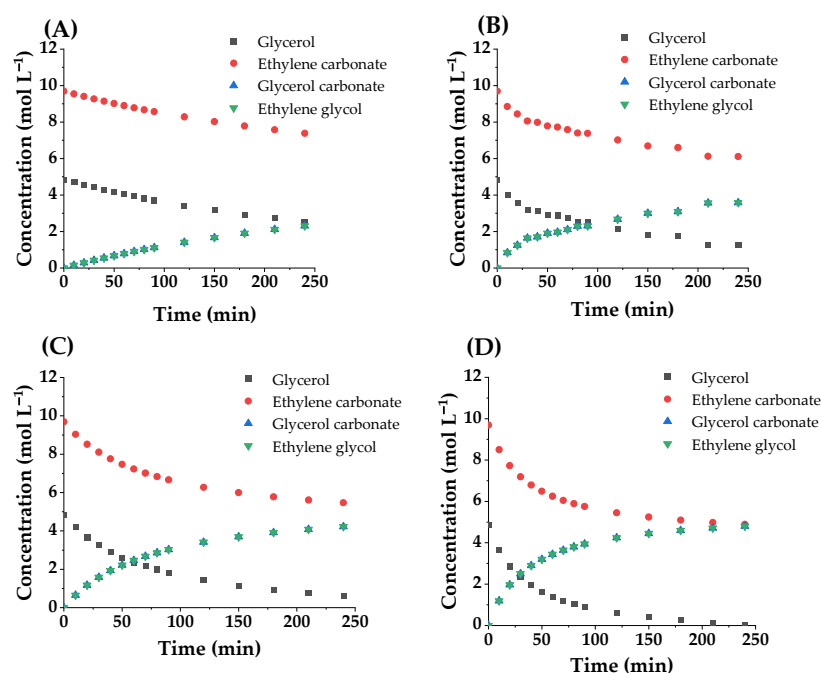 (A)
Glycerol
Ethylene carbonate
Glycerol carbonate
Ethylene glycol
Concentration (mol L⁻¹)
12
10
8
6
4
2
0
0 50 100 150 200 250
Time (min)
(B)
Glycerol
Ethylene carbonate
Glycerol carbonate
Ethylene glycol
Concentration (mol L⁻¹)
12
10
8
6
4
2
0
0 50 100 150 200 250
Time (min)
(C)
Glycerol
Ethylene carbonate
Glycerol carbonate
Ethylene glycol
Concentration (mol L⁻¹)
12
10
8
6
4
2
0
0 50 100 150 200 250
Time (min)
(D)
Glycerol
Ethylene carbonate
Glycerol carbonate
Ethylene glycol
Concentration (mol L⁻¹)
12
10
8
6
4
2
0
0 50 100 150 200 250
Time (min)